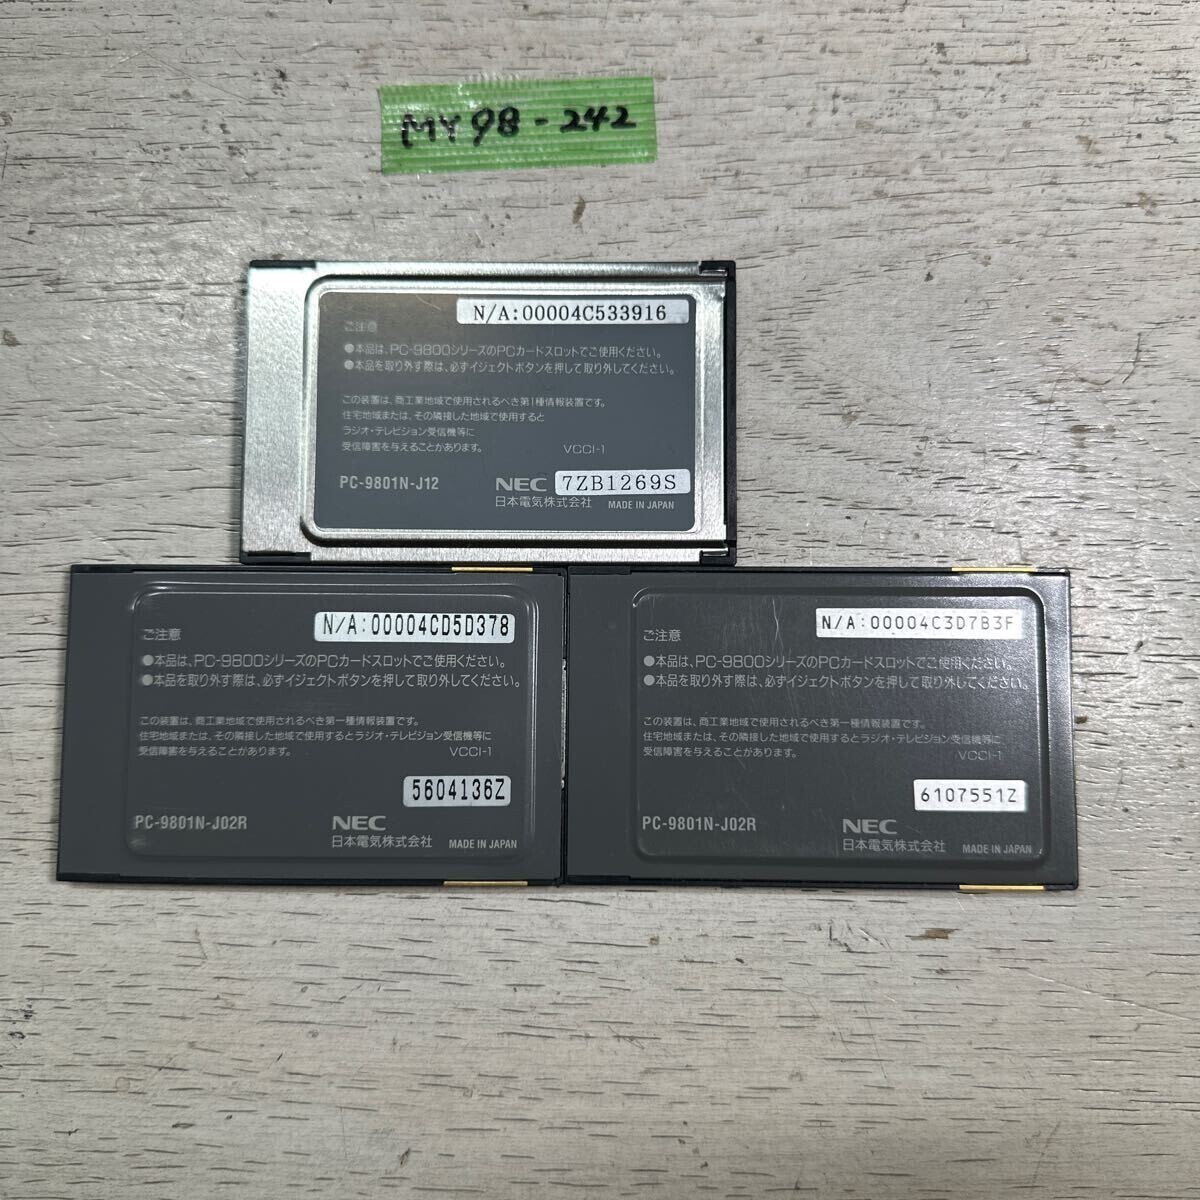 MY98-242
N/A:00004C533916
ご注意
●本品は、PC-9800シリーズのPCカードスロットでご使用ください。
●本品を取り外す際は、必ずイジェクトボタンを押して取り外してください。
この装置は、商工業地域で使用されるべき第1種情報装置です。
住宅地域または、その隣接した地域で使用すると
ラジオ・テレビジョン受信機等に
受信障害を与えることがあります。 VCCI-1
PC-9801N-J12 NEC 7ZB1269S
日本電気株式会社 MADE IN JAPAN
N/A:00004CD5D378
ご注意
●本品は、PC-9800シリーズのPCカードスロットでご使用ください。
●本品を取り外す際は、必ずイジェクトボタンを押して取り外してください。
この装置は、商工業地域で使用されるべき第一種情報装置です。
住宅地域または、その隣接した地域で使用するとラジオ・テレビジョン受信機等に
受信障害を与えることがあります。 VCCI-1
5604136Z
PC-9801N-J02R NEC
日本電気株式会社 MADE IN JAPAN
N/A:00004C3D7B3F
ご注意
●本品は、PC-9800シリーズのPCカードスロットでご使用ください。
●本品を取り外す際は、必ずイジェクトボタンを押して取り外してください。
この装置は、商工業地域で使用されるべき第一種情報装置です。
住宅地域または、その隣接した地域で使用するとラジオ・テレビジョン受信機等に
受信障害を与えることがあります。 VCCI-1
6107551Z
PC-9801N-J02R NEC
日本電気株式会社 MADE IN JAPAN